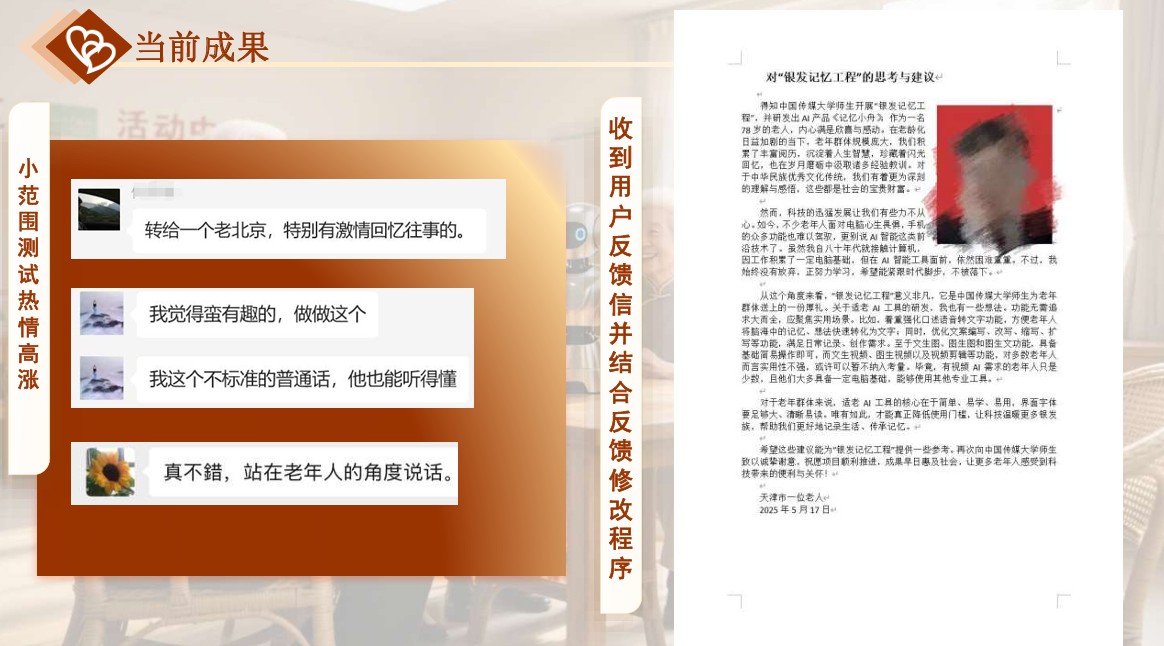 当前成果
活动中
小范围测试热情高涨
转给一个老北京，特别有激情回忆往事的。
我觉得蛮有趣的，做做这个
我这个不标准的普通话，他也能听得懂
真不錯，站在老年人的角度说话。
收到用户反馈信并结合反馈修改程序
对“银发记忆工程”的思考与建议
得知中国传媒大学师生开展“银发记忆工
程”，并研发出 AI 产品《记忆小舟》，作为一名
78 岁的老人，内心满是欣喜与感动。在老龄化
日益加剧的当下，老年群体规模庞大，我们积
累了丰富阅历，沉淀着人生智慧，珍藏着闪光
回忆，也在岁月磨砺中汲取诸多经验教训。对
于中华民族优秀文化传统，我们有着更为深刻
的理解与感悟，这些都是社会的宝贵财富。
然而，科技的迅猛发展让我们有些力不从
心。如今，不少老年人面对电脑心生畏惧，手机
的众多功能也难以驾驭，更别说 AI 智能这类前
沿技术了。虽然我自八十年代就接触计算机，
因工作积累了一定电脑基础，但在 AI 智能工具面前，依然困难重重。不过，我
始终没有放弃，正努力学习，希望能紧跟时代脚步，不被落下。
从这个角度来看，“银发记忆工程”意义非凡，它是中国传媒大学师生为老年
群体送上的一份厚礼。关于适老 AI 工具的研发，我也有一些想法。功能无需追
求大而全，应聚焦实用场景。比如，着重强化口述语音转文字功能，方便老年人
将脑海中的记忆、想法快速转化为文字；同时，优化文案编写、改写、缩写、扩
写等功能，满足日常记录、创作需求。至于文生图、图生图和图生文功能，具备
基础简易操作即可，而文生视频、图生视频以及视频剪辑等功能，对多数老年人
而言实用性不强，或许可以暂不纳入考量。毕竟，有视频 AI 需求的老年人只是
少数，且他们大多具备一定电脑基础，能够使用其他专业工具。
对于老年群体来说，适老 AI 工具的核心在于简单、易学、易用，界面字体
要足够大、清晰易读。唯有如此，才能真正降低使用门槛，让科技温暖更多银发
族，帮助我们更好地记录生活、传承记忆。
希望这些建议能为“银发记忆工程”提供一些参考。再次向中国传媒大学师生
致以诚挚谢意，祝愿项目顺利推进，成果早日惠及社会，让更多老年人感受到科
技带来的便利与关怀！
天津市一位老人
2025 年 5 月 17 日